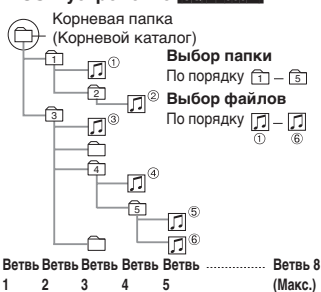 Корневая папка
(Корневой каталог)
Выбор папки
По порядку 1 – 5
Выбор файлов
По порядку – 
① ⑥
1 ①
2 ②
3 ③
4 ④
5 ⑤
⑥
Ветвь Ветвь Ветвь Ветвь Ветвь .................. Ветвь 8
1 2 3 4 5 (Макс.)